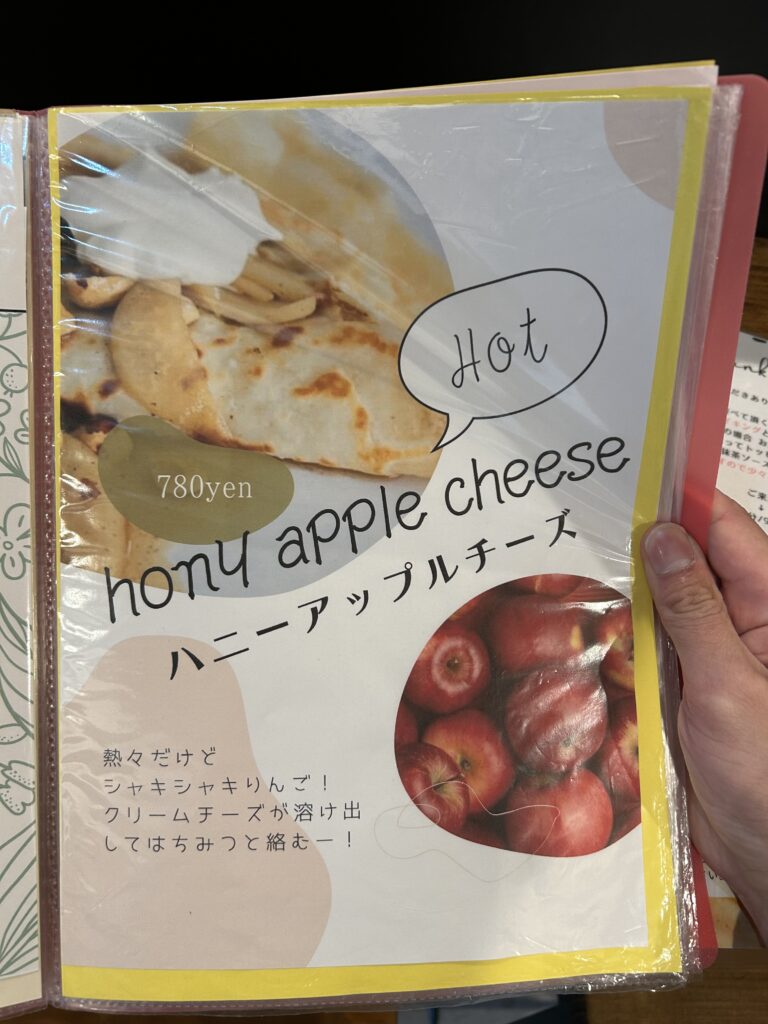 Hot
780yen
hony apple cheese
ハニーアップルチーズ
熱々だけど
シャキシャキりんご！
クリームチーズが溶け出
してはちみつと絡むー！